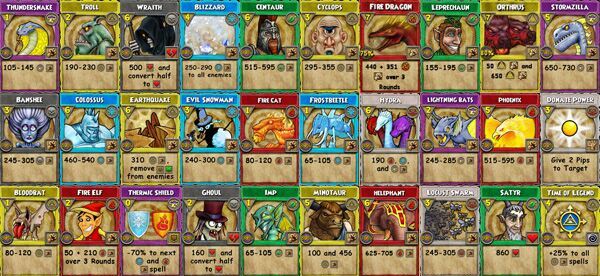 THUNDERSNAKE
TROLL
WRAITH
BLIZZARD
CENTAUR
CYCLOPS
FIRE DRAGON
LEPRECHAUN
ORTHRUS
STORMZILLA
75%
80%
105-145
190-230
500
and
convert half
to
250-290
to all enemies
515-595
295-355
440 + 351
over 3
Rounds
155-195
50
650
650-730
BANSHEE
COLOSSUS
EARTHQUAKE
EVIL SNOWMAN
FIRE CAT
FROSTBEETLE
HYDRA
LIGHTNING BATS
PHOENIX
DONATE POWER
245-305
460-540
310
remove
from enemies
240-300
80-120
65-105
190
and
245-285
515-595
Give 2 Pips
to Target
BLOODBAT
FIRE ELF
THERMIC SHIELD
GHOUL
IMP
MINOTAUR
HELEPHANT
LOCUST SWARM
SATYR
TIME OF LEGEND
80-120
50 + 210
over 3 Rounds
-70% to next
and
spell
160
and
convert half
to
65-105
100 and 456
625-705
245-305
860
+25% to all
spells